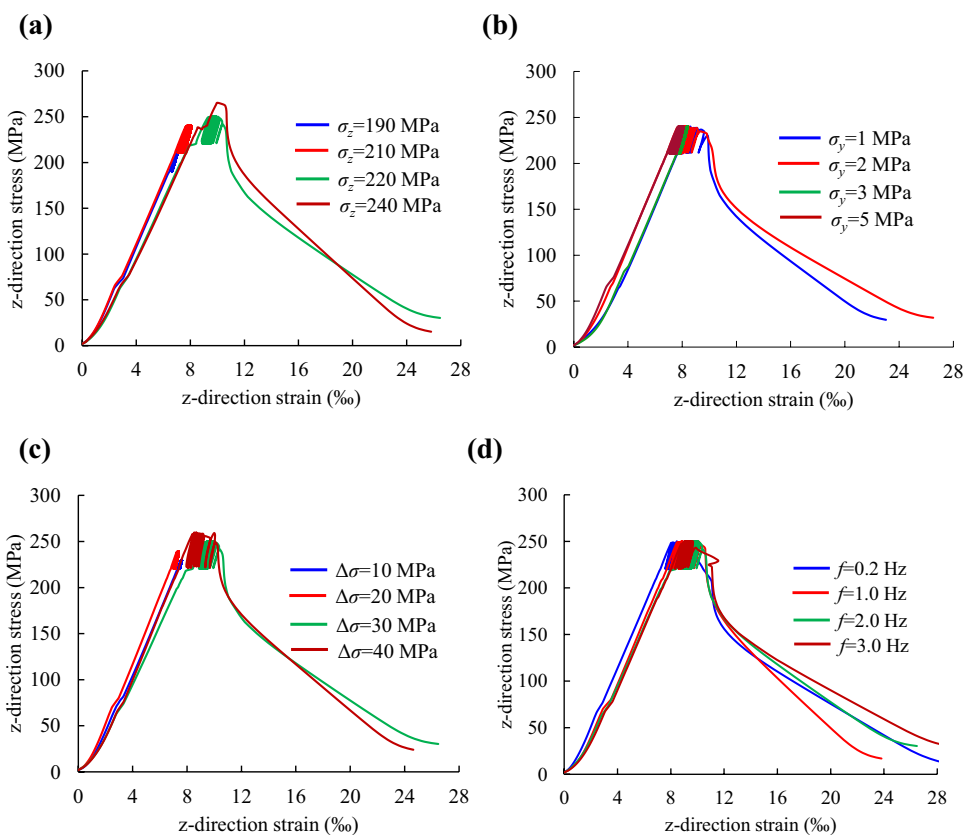 (a)
z-direction stress (MPa)
300
250
200
150
100
50
0
σz=190 MPa
σz=210 MPa
σz=220 MPa
σz=240 MPa
0 4 8 12 16 20 24 28
z-direction strain (‰)
(b)
z-direction stress (MPa)
300
250
200
150
100
50
0
σy=1 MPa
σy=2 MPa
σy=3 MPa
σy=5 MPa
0 4 8 12 16 20 24 28
z-direction strain (‰)
(c)
z-direction stress (MPa)
300
250
200
150
100
50
0
Δσ=10 MPa
Δσ=20 MPa
Δσ=30 MPa
Δσ=40 MPa
0 4 8 12 16 20 24 28
z-direction strain (‰)
(d)
z-direction stress (MPa)
300
250
200
150
100
50
0
f=0.2 Hz
f=1.0 Hz
f=2.0 Hz
f=3.0 Hz
0 4 8 12 16 20 24 28
z-direction strain (‰)